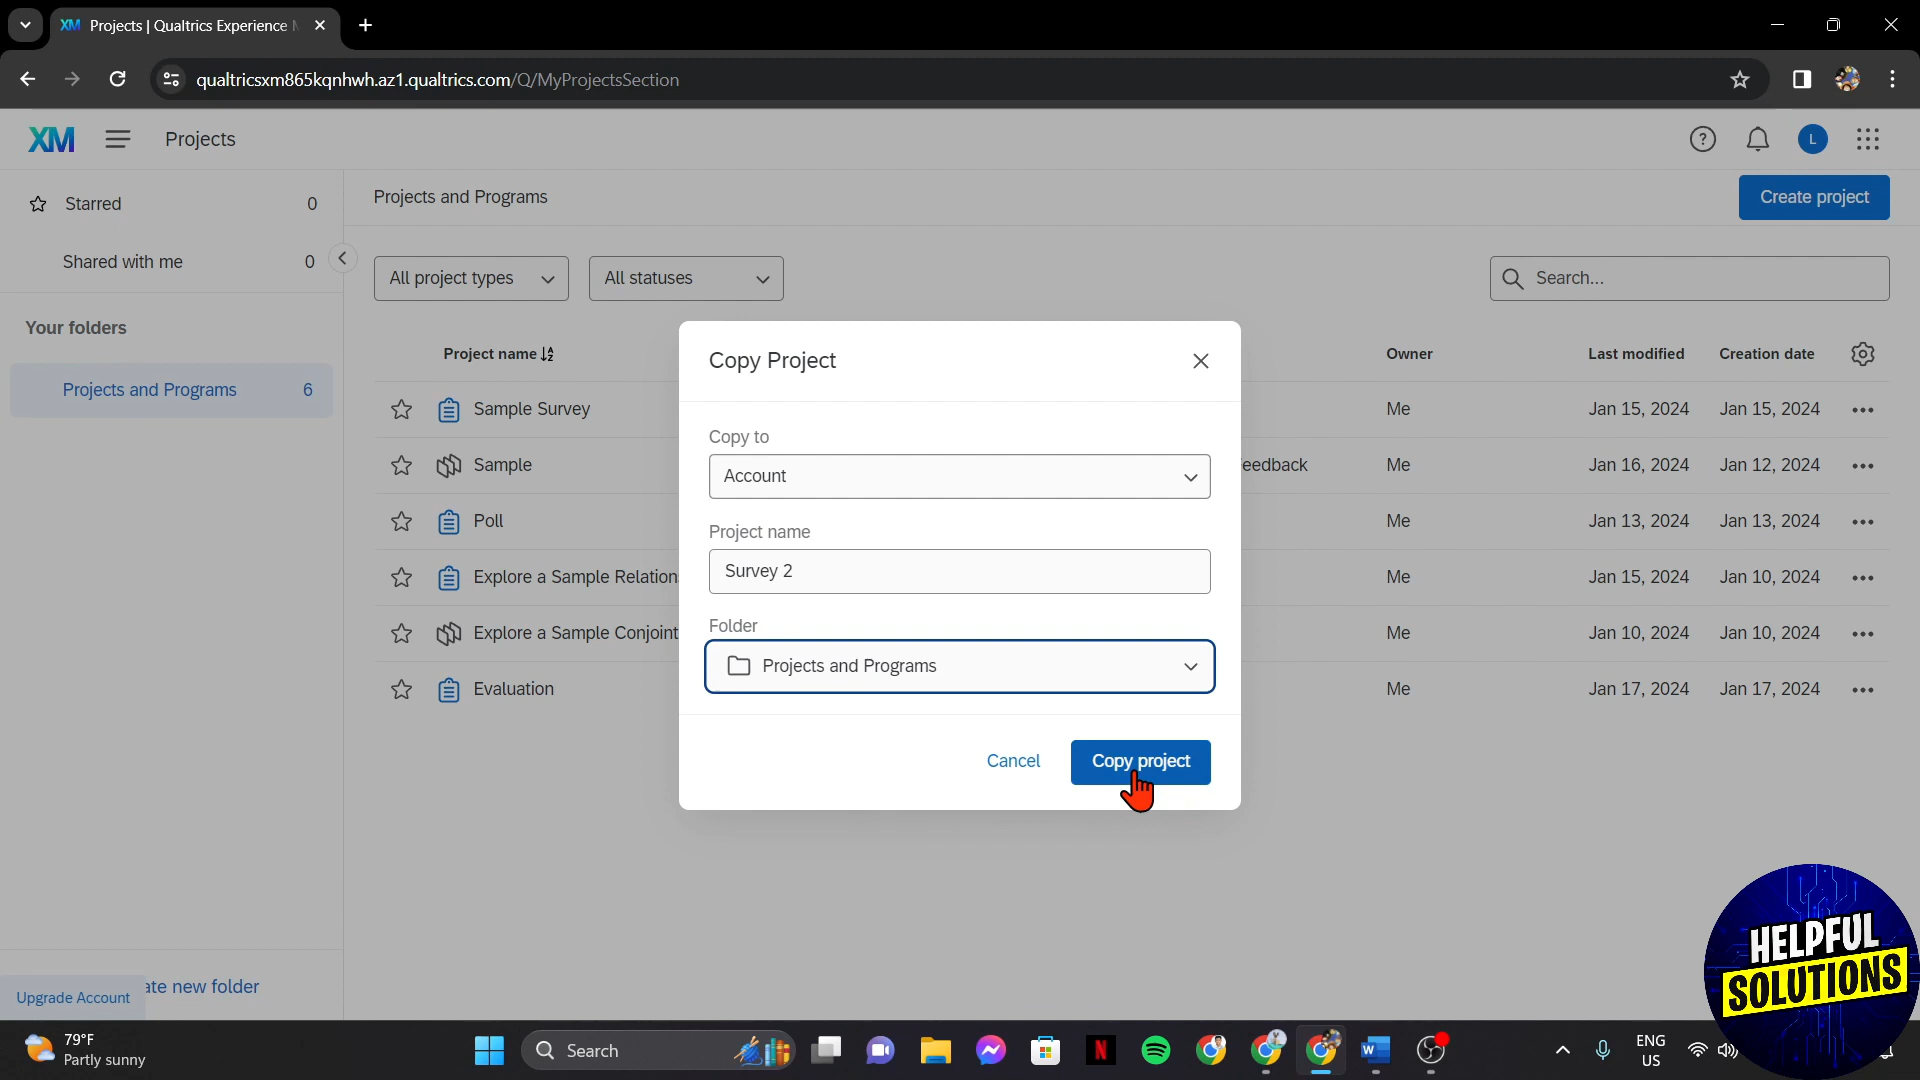 XM Projects | Qualtrics Experience
qualtricsxm865kqnhwh.az1.qualtrics.com/Q/MyProjectsSection
XM Projects
L
Starred 0
Shared with me 0
Your folders
Projects and Programs 6
Projects and Programs
Create project
All project types
All statuses
Search...
Project name Owner Last modified Creation date
Sample Survey Me Jan 15, 2024 Jan 15, 2024
Sample eedback Me Jan 16, 2024 Jan 12, 2024
Poll Me Jan 13, 2024 Jan 13, 2024
Explore a Sample Relation Me Jan 15, 2024 Jan 10, 2024
Explore a Sample Conjoint Me Jan 10, 2024 Jan 10, 2024
Evaluation Me Jan 17, 2024 Jan 17, 2024
Copy Project
Copy to
Account
Project name
Survey 2
Folder
Projects and Programs
Cancel
Copy project
ate new folder
Upgrade Account
HELPFUL
SOLUTIONS
79°F
Partly sunny
Search
ENG
US